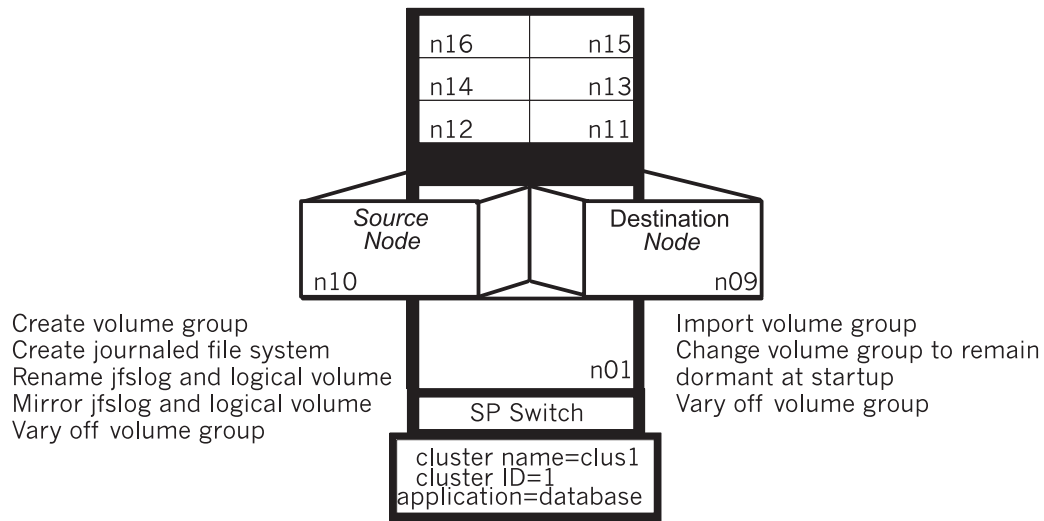 n16 n15
n14 n13
n12 n11
Source
Node
n10
Destination
Node
n09
Create volume group
Create journaled file system
Rename jfslog and logical volume
Mirror jfslog and logical volume
Vary off volume group
Import volume group
Change volume group to remain
dormant at startup
Vary off volume group
n01
SP Switch
cluster name=clus1
cluster ID=1
application=database